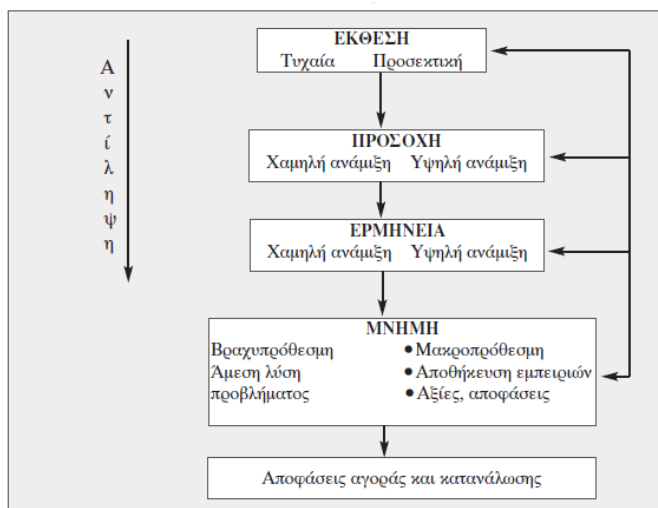 Αντίληψη
ΕΚΘΕΣΗ
Τυχαία Προσεκτική
ΠΡΟΣΟΧΗ
Χαμηλή ανάμιξη Υψηλή ανάμιξη
ΕΡΜΗΝΕΙΑ
Χαμηλή ανάμιξη Υψηλή ανάμιξη
ΜΝΗΜΗ
Βραχυπρόθεσμη • Μακροπρόθεσμη
Άμεση λύση • Αποθήκευση εμπειριών
προβλήματος • Αξίες, αποφάσεις
Αποφάσεις αγοράς και κατανάλωσης